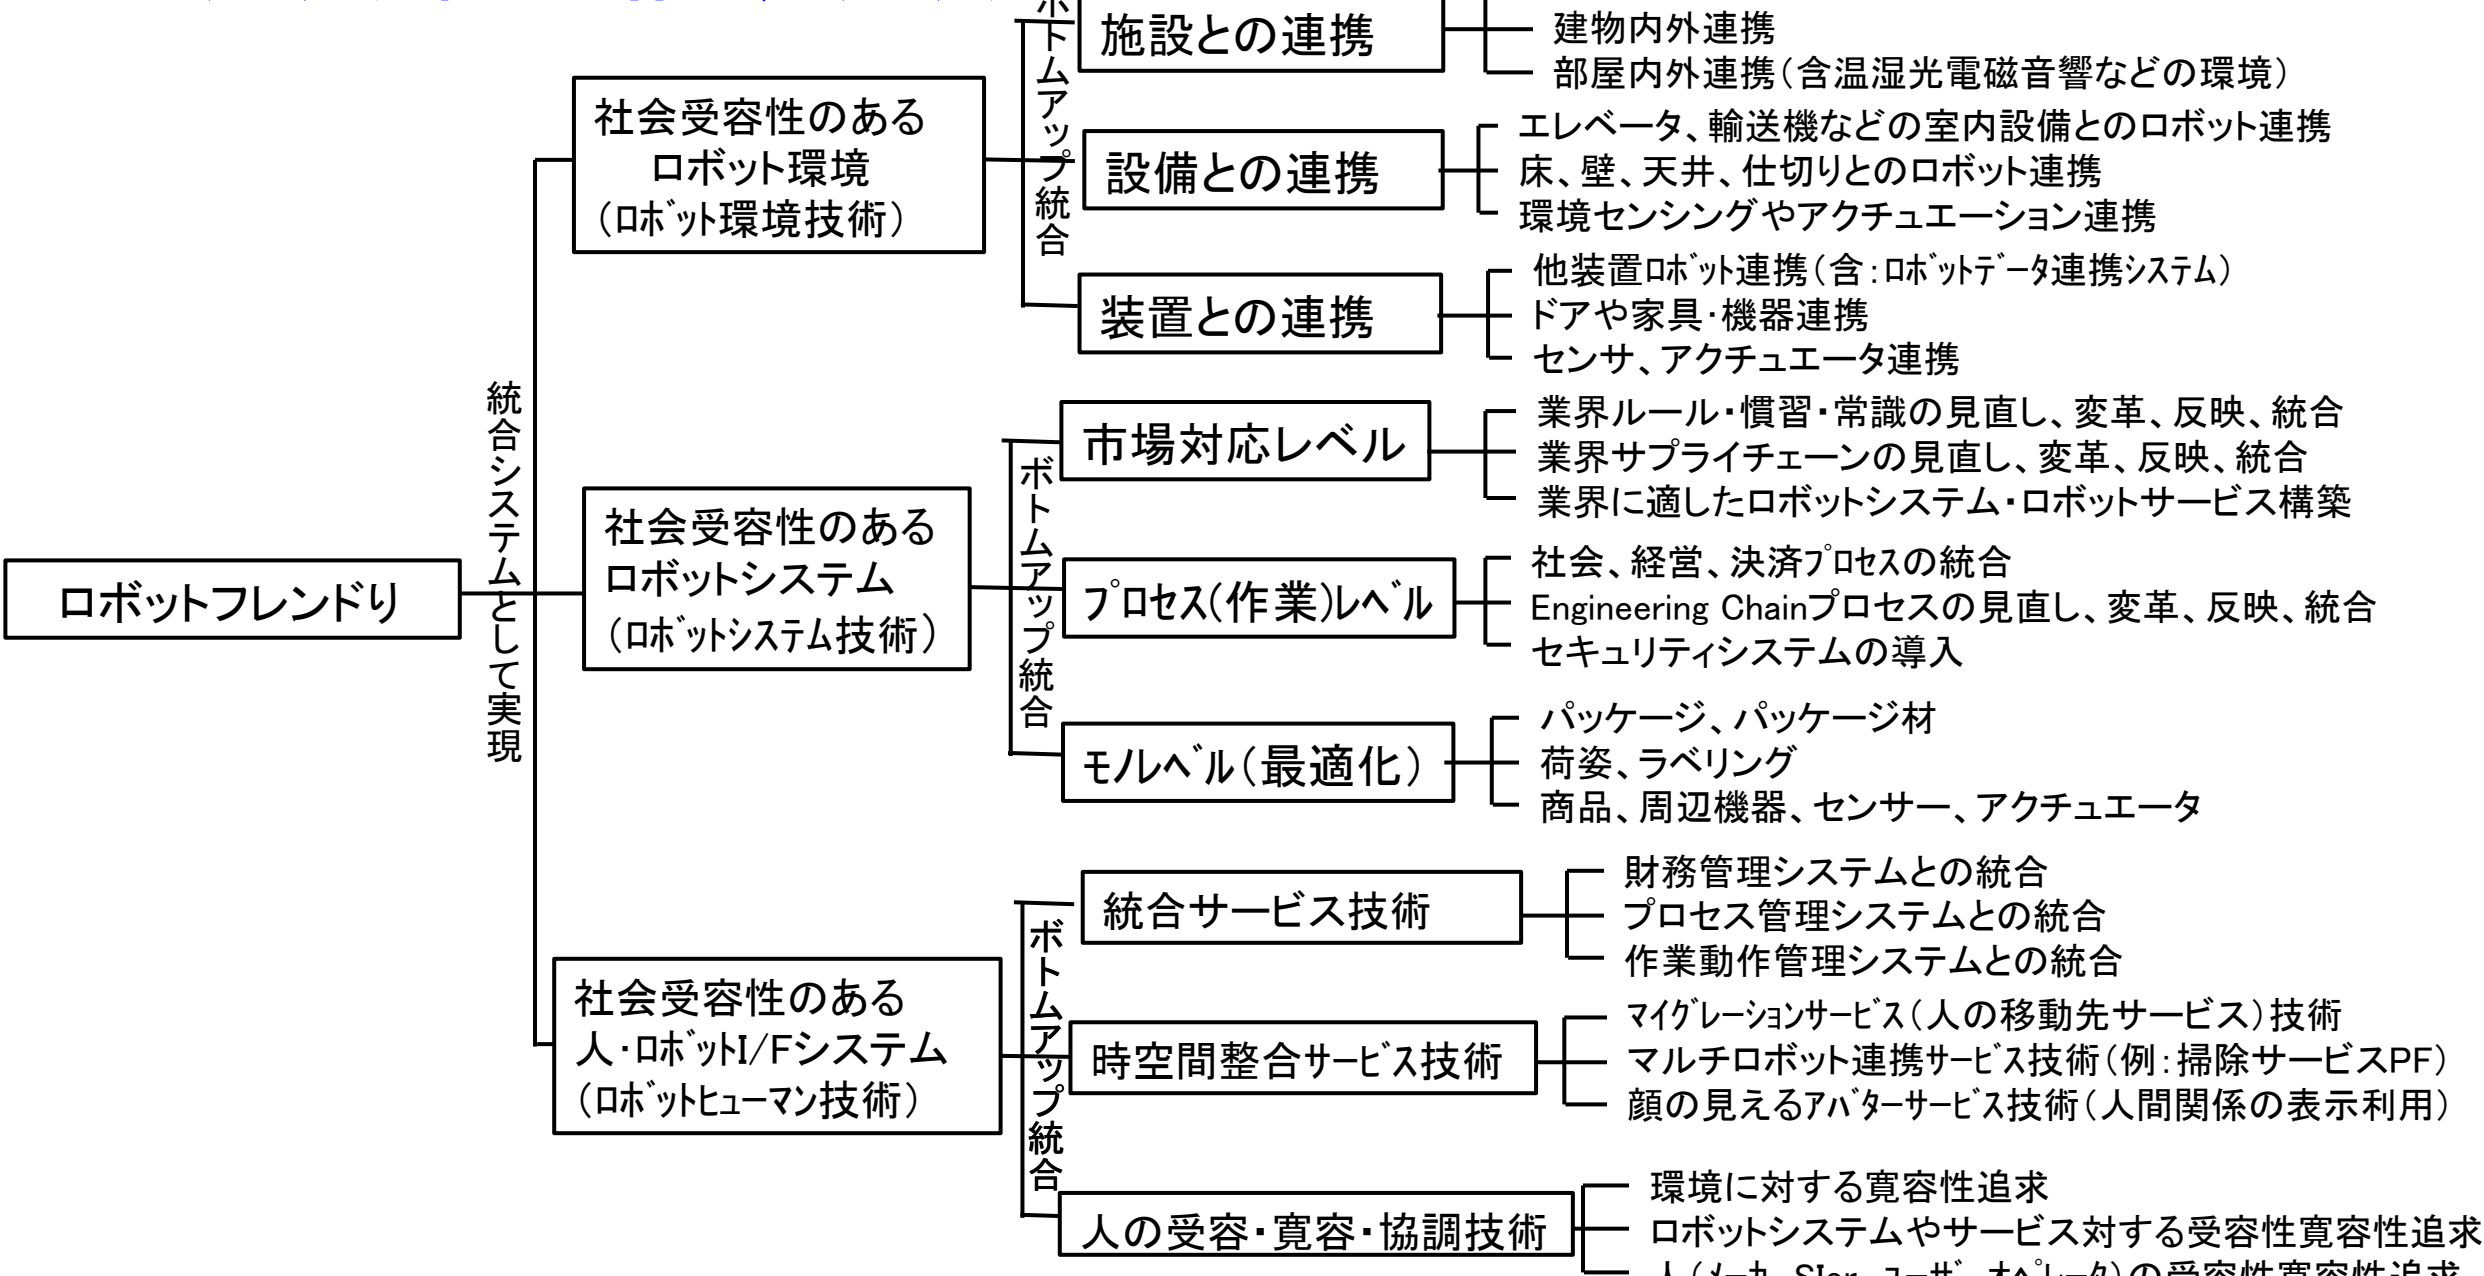 ロボットフレンドり
統合システムとして実現
社会受容性のある
ロボット環境
(ﾛﾎﾞｯﾄ環境技術)
ボトムアップ統合
施設との連携
建物内外連携
部屋内外連携(含温湿光電磁音響などの環境)
設備との連携
エレベータ、輸送機などの室内設備とのロボット連携
床、壁、天井、仕切りとのロボット連携
環境センシングやアクチュエーション連携
装置との連携
他装置ﾛﾎﾞｯﾄ連携(含:ﾛﾎﾞｯﾄﾃﾞｰﾀ連携ｼｽﾃﾑ)
ドアや家具・機器連携
センサ、アクチュエータ連携
社会受容性のある
ロボットシステム
(ﾛﾎﾞｯﾄｼｽﾃﾑ技術)
ボトムアップ統合
市場対応レベル
業界ルール・慣習・常識の見直し、変革、反映、統合
業界サプライチェーンの見直し、変革、反映、統合
業界に適したロボットシステム・ロボットサービス構築
ﾌﾟﾛｾｽ(作業)ﾚﾍﾞﾙ
社会、経営、決済ﾌﾟﾛｾｽの統合
Engineering Chainプロセスの見直し、変革、反映、統合
セキュリティシステムの導入
ﾓﾉﾚﾍﾞﾙ(最適化)
パッケージ、パッケージ材
荷姿、ラベリング
商品、周辺機器、センサー、アクチュエータ
社会受容性のある
人・ﾛﾎﾞｯﾄI/Fシステム
(ﾛﾎﾞｯﾄﾋｭｰﾏﾝ技術)
ボトムアップ統合
統合サービス技術
財務管理システムとの統合
プロセス管理システムとの統合
作業動作管理システムとの統合
時空間整合ｻｰﾋﾞｽ技術
ﾏｲｸﾞﾚｰｼｮﾝｻｰﾋﾞｽ(人の移動先サービス)技術
マルチロボット連携ｻｰﾋﾞｽ技術(例:掃除サービスPF)
顔の見えるｱﾊﾞﾀｰｻｰﾋﾞｽ技術(人間関係の表示利用)
人の受容・寛容・協調技術
環境に対する寛容性追求
ロボットシステムやサービス対する受容性寛容性追求
人(ﾒｰｶ、SIer、ﾕｰｻﾞ、ｵﾍﾟﾚｰﾀ)の受容性寛容性追求